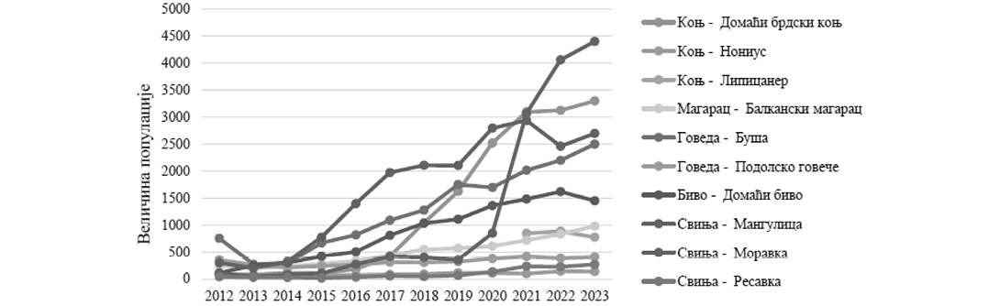 Величина популације
5000
4500
4000
3500
3000
2500
2000
1500
1000
500
0
2012 2013 2014 2015 2016 2017 2018 2019 2020 2021 2022 2023
Коњ - Домаћи брдски коњ
Коњ - Нониус
Коњ - Липицанер
Магарац - Балкански магарац
Говеда - Буша
Говеда - Подолско говече
Биво - Домаћи биво
Свиња - Мангулица
Свиња - Моравка
Свиња - Ресавка